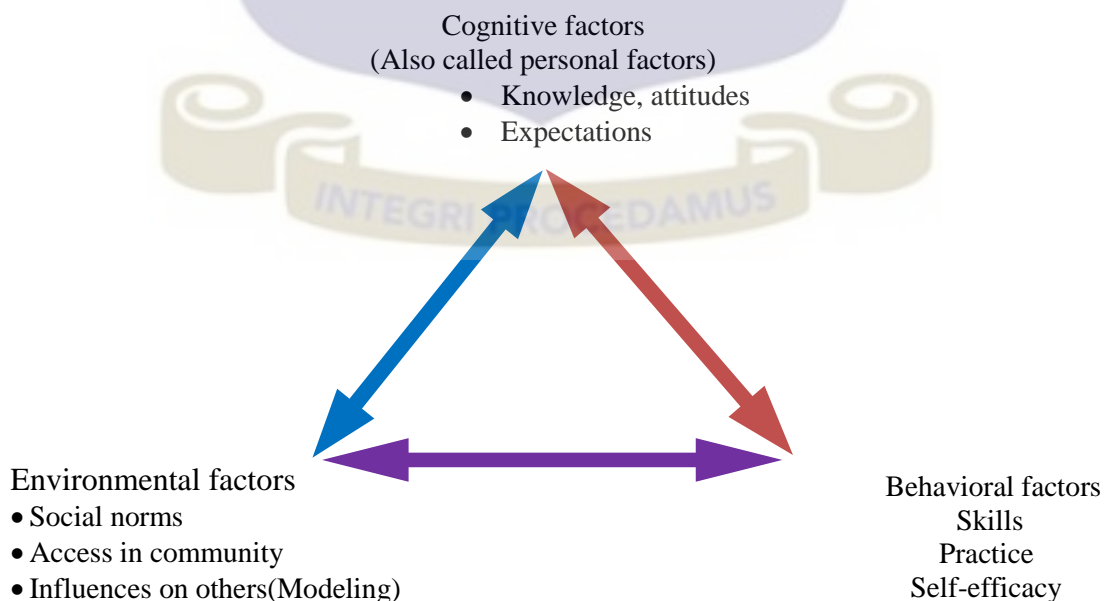 Cognitive factors
(Also called personal factors)
• Knowledge, attitudes
• Expectations
INTEGRI PROCEDAMUS
Environmental factors
• Social norms
• Access in community
• Influences on others(Modeling)
Behavioral factors
Skills
Practice
Self-efficacy